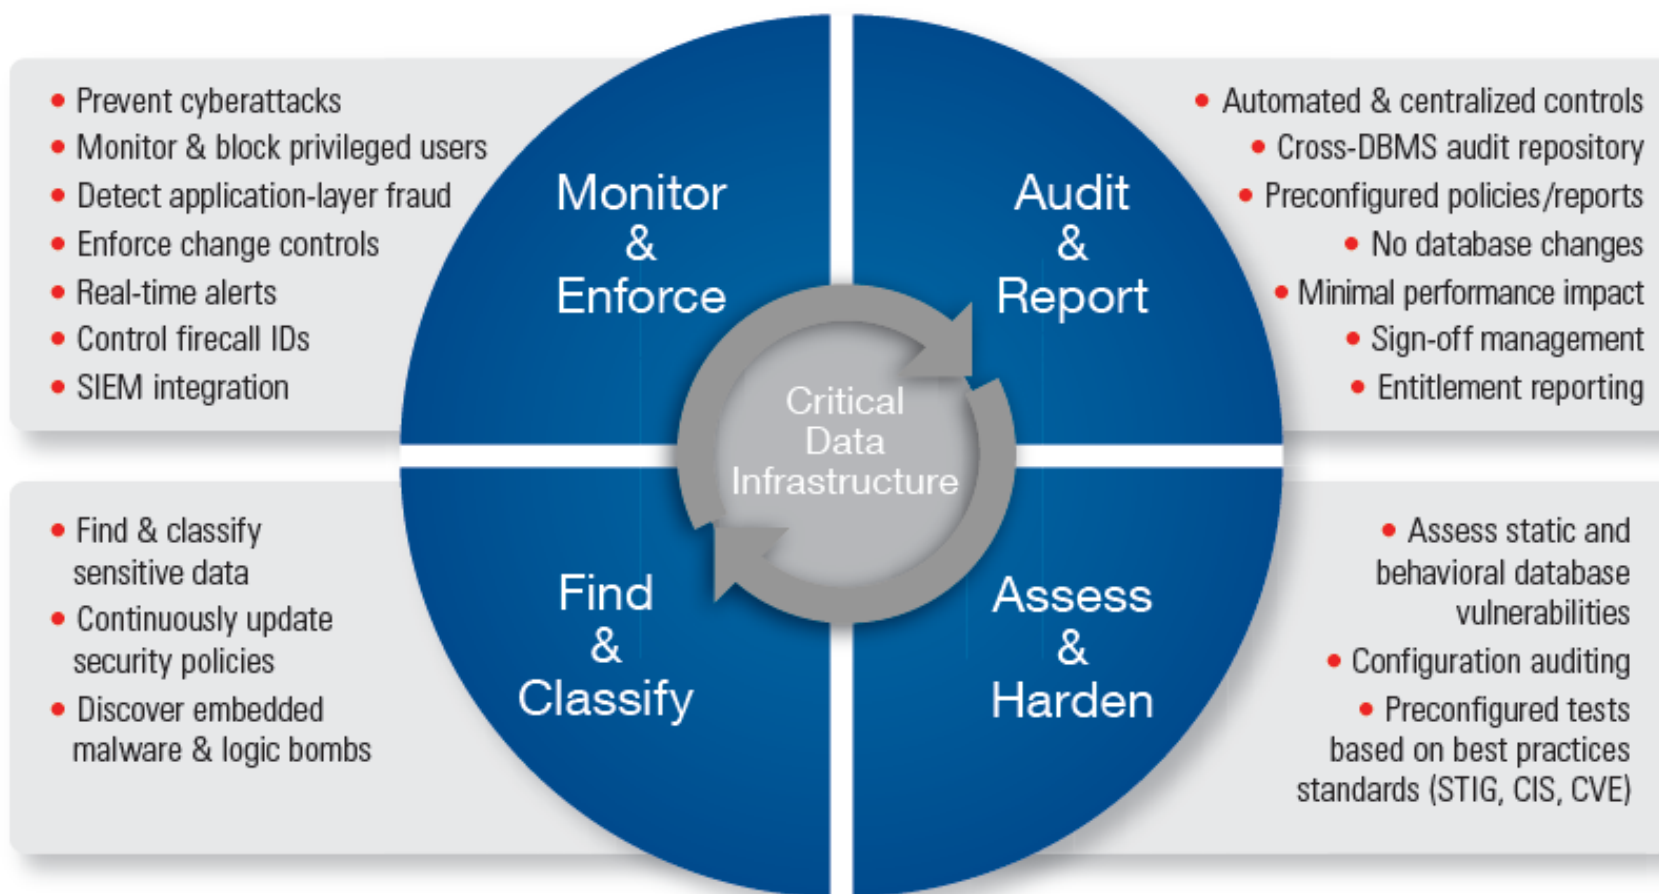 • Prevent cyberattacks
• Monitor & block privileged users
• Detect application-layer fraud
• Enforce change controls
• Real-time alerts
• Control firecall IDs
• SIEM integration
Monitor
&
Enforce
Audit
&
Report
• Automated & centralized controls
• Cross-DBMS audit repository
• Preconfigured policies/reports
• No database changes
• Minimal performance impact
• Sign-off management
• Entitlement reporting
Critical
Data
Infrastructure
• Find & classify
sensitive data
• Continuously update
security policies
• Discover embedded
malware & logic bombs
Find
&
Classify
Assess
&
Harden
• Assess static and
behavioral database
vulnerabilities
• Configuration auditing
• Preconfigured tests
based on best practices
standards (STIG, CIS, CVE)